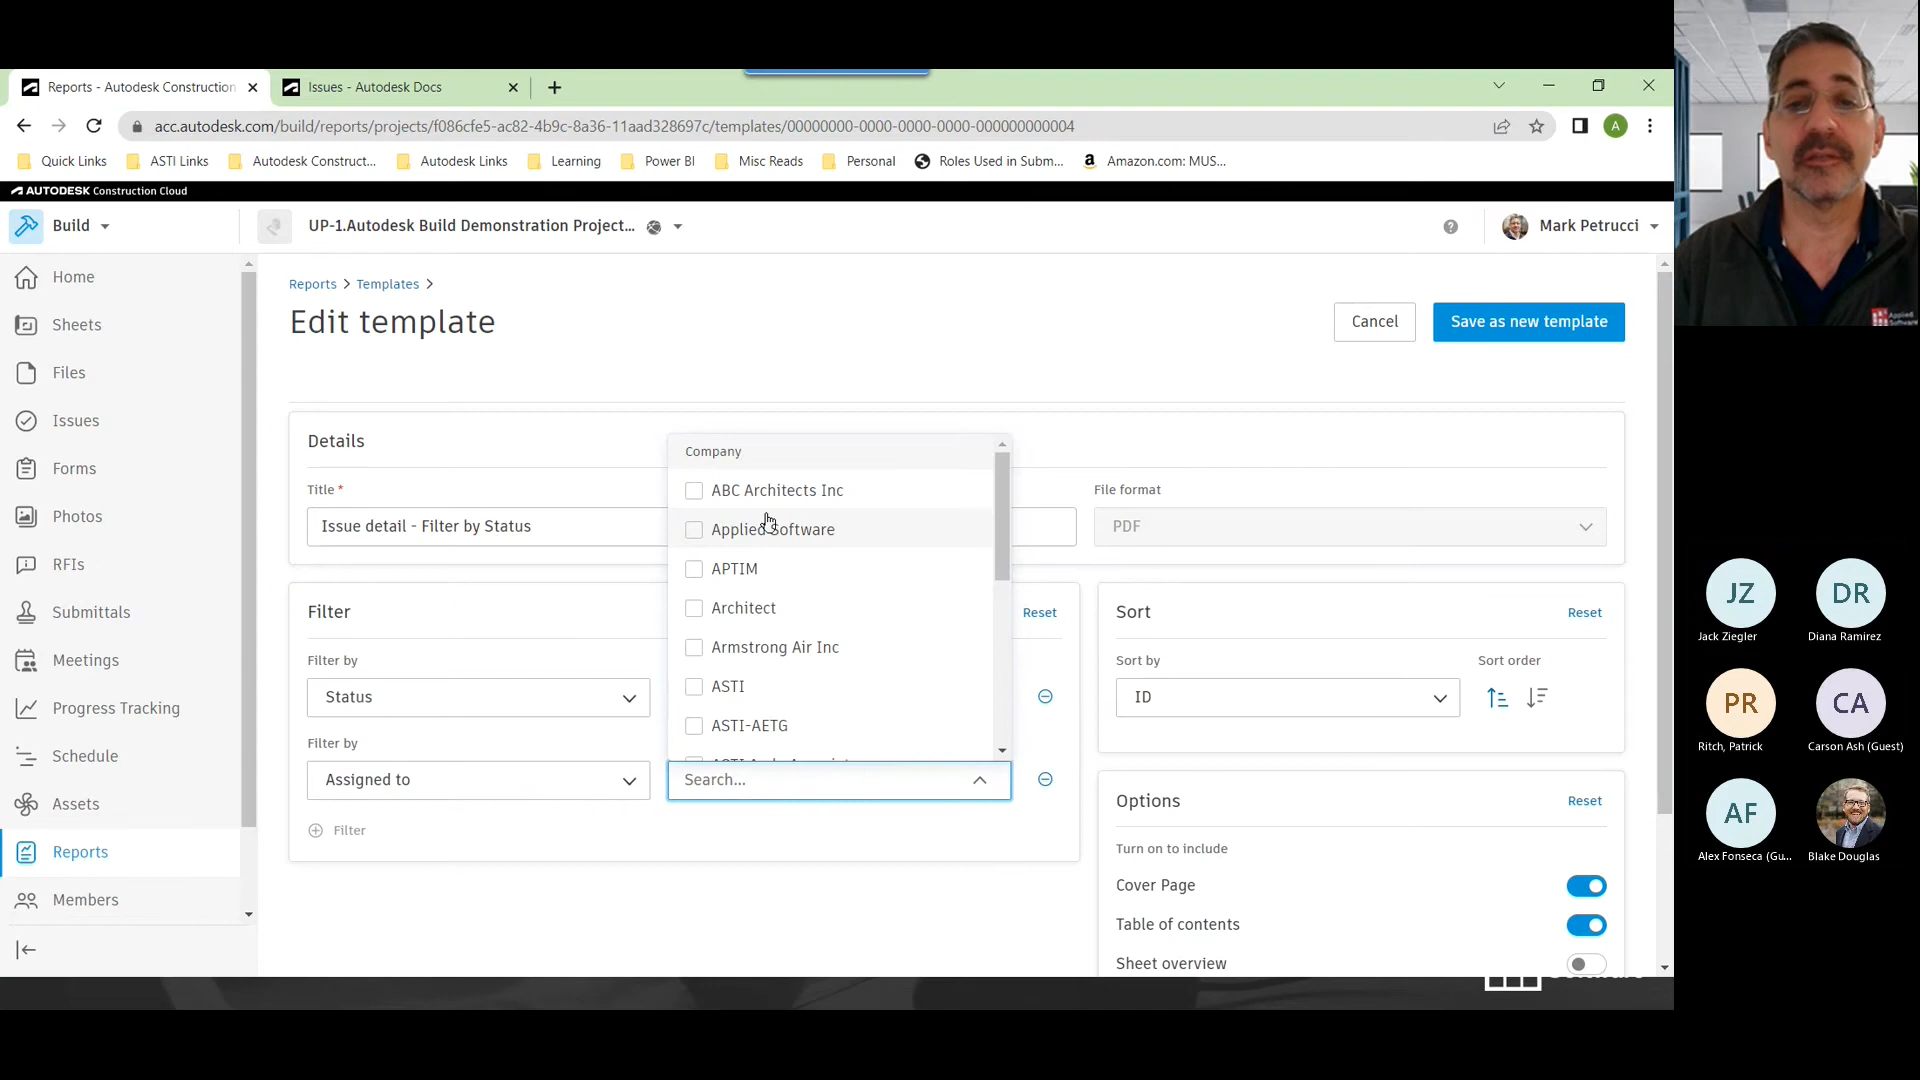 Reports - Autodesk Construction
Issues - Autodesk Docs
acc.autodesk.com/build/reports/projects/f086cfe5-ac82-4b9c-8a36-11aad328697c/templates/00000000-0000-0000-0000-000000000004
A
Quick Links
ASTI Links
Autodesk Construct...
Autodesk Links
Learning
Power BI
Misc Reads
Personal
Roles Used in Subm...
Amazon.com: MUS...
AUTODESK Construction Cloud
Build
UP-1.Autodesk Build Demonstration Project...
Mark Petrucci
Home
Sheets
Files
Issues
Forms
Photos
RFIs
Submittals
Meetings
Progress Tracking
Schedule
Assets
Reports
Members
Reports > Templates >
Edit template
Cancel
Save as new template
Details
Title *
Issue detail - Filter by Status
File format
PDF
Company
ABC Architects Inc
Applied Software
APTIM
Architect
Armstrong Air Inc
ASTI
ASTI-AETG
Filter
Reset
Filter by
Status
Filter by
Assigned to
Search...
Filter
Sort
Reset
Sort by
Sort order
ID
Options
Reset
Turn on to include
Cover Page
Table of contents
Sheet overview
Applied
Software
JZ
Jack Ziegler
DR
Diana Ramirez
PR
Ritch, Patrick
CA
Carson Ash (Guest)
AF
Alex Fonseca (Gu...
Blake Douglas